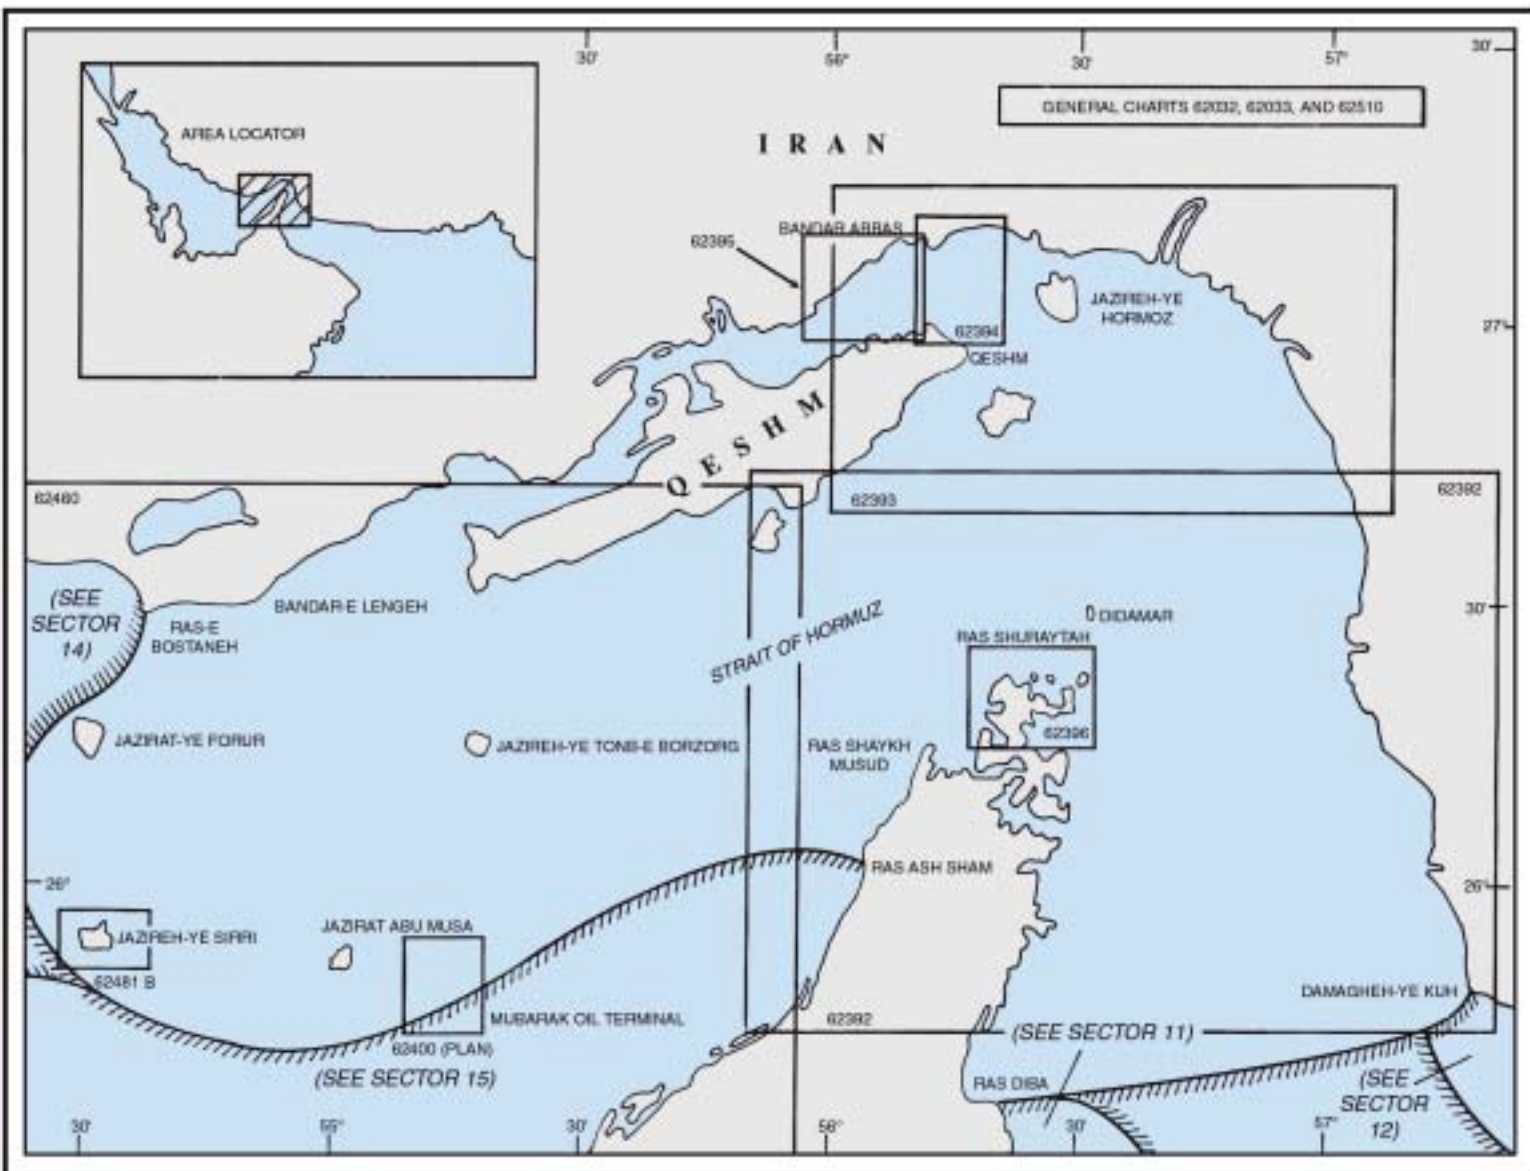 30'
56°
30'
57°
30'
GENERAL CHARTS 62032, 62033, AND 62510
AREA LOCATOR
IRAN
BANDAR ABBAS
62395
JAZIREH-YE
HORMOZ
62394
27°
QESHM
QESHM
62460
62393
62392
(SEE
SECTOR
14)
BANDAR-E LENGEH
RAS-E
BOSTANEH
STRAIT OF HORMUZ
DIDAMAR
30'
RAS SHURAYTAH
62396
JAZIRAT-YE FORUR
JAZIREH-YE TONB-E BORZORG
RAS SHAYKH
MUSUD
RAS ASH SHAM
26°
26°
JAZIREH-YE SIRRI
62481 B
JAZIRAT ABU MUSA
MUBARAK OIL TERMINAL
62400 (PLAN)
(SEE SECTOR 15)
62392
DAMAGHEH-YE KUH
(SEE SECTOR 11)
RAS DIBA
(SEE
SECTOR
12)
30'
55°
30'
56°
30'
57°